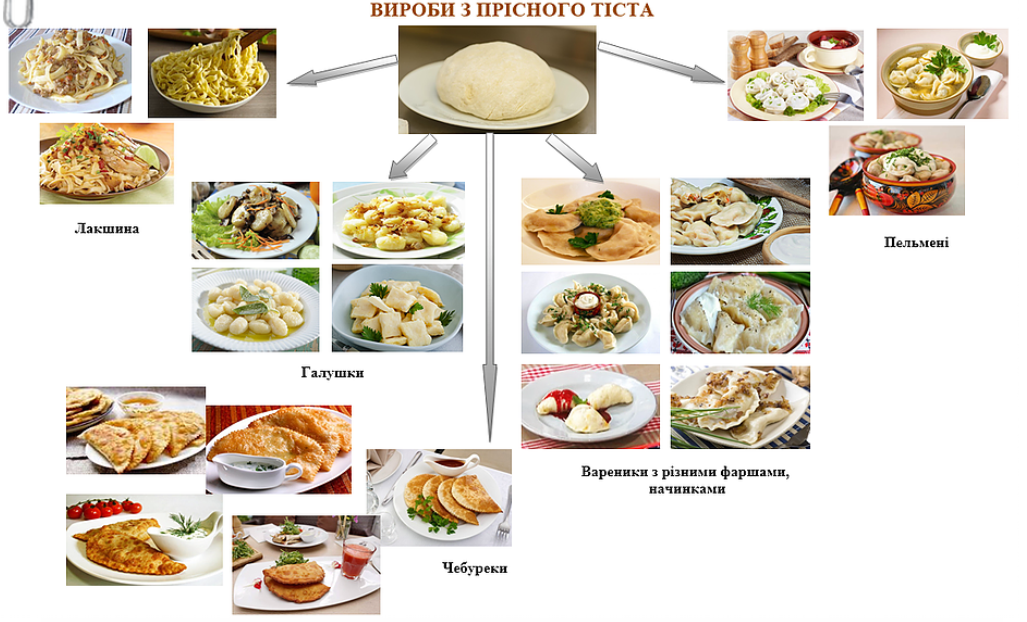 ВИРОБИ З ПРІСНОГО ТІСТА
Лакшина
Пельмені
Галушки
Вареники з різними фаршами,
начинками
Чебуреки